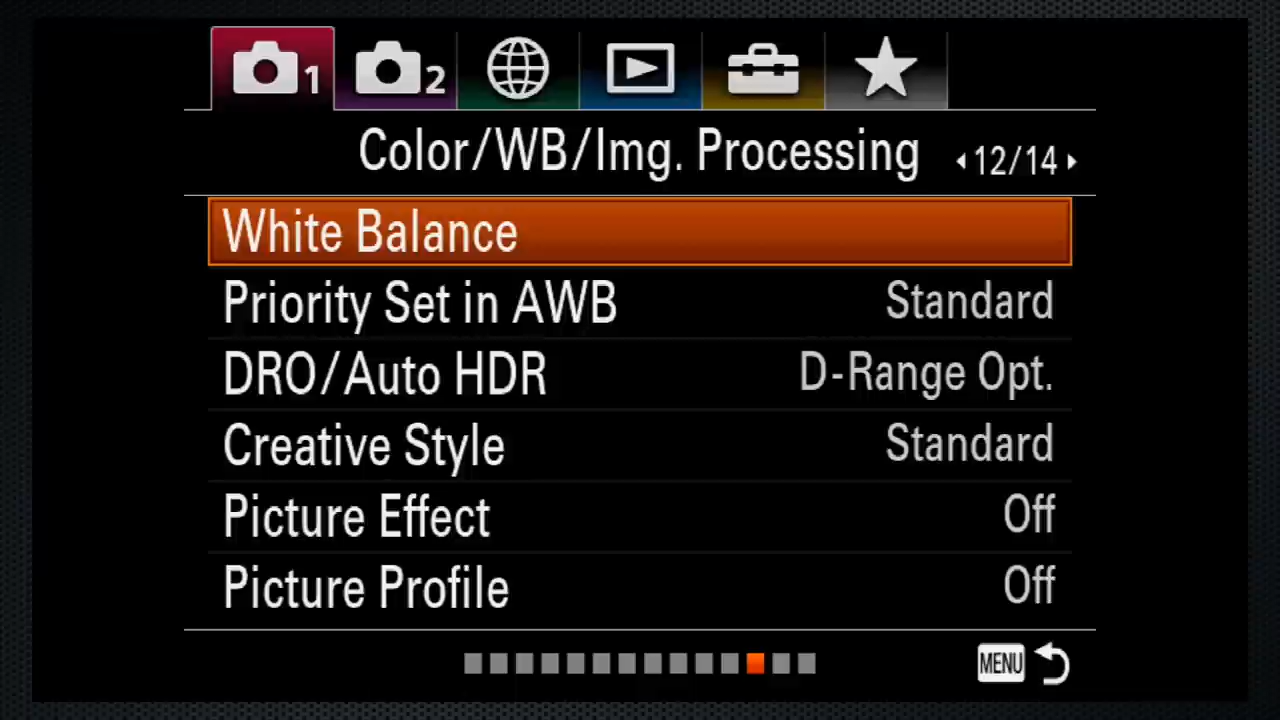 1 2
Color/WB/Img. Processing 12/14
White Balance
Priority Set in AWB Standard
DRO/Auto HDR D-Range Opt.
Creative Style Standard
Picture Effect Off
Picture Profile Off
MENU